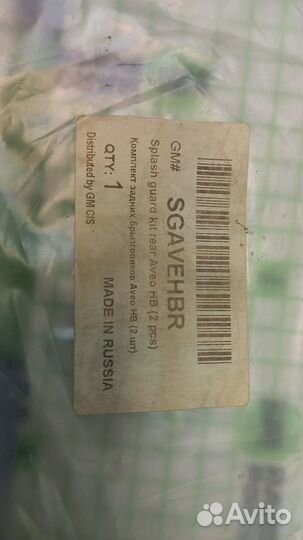 GM#
SGAVEHBR
Splash guard kit rear Aveo HB (2 pcs)
Комплект задних брызговиков Aveo HB (2 шт)
QTY: 1
MADE IN RUSSIA
Distributed by GM CIS
Avito